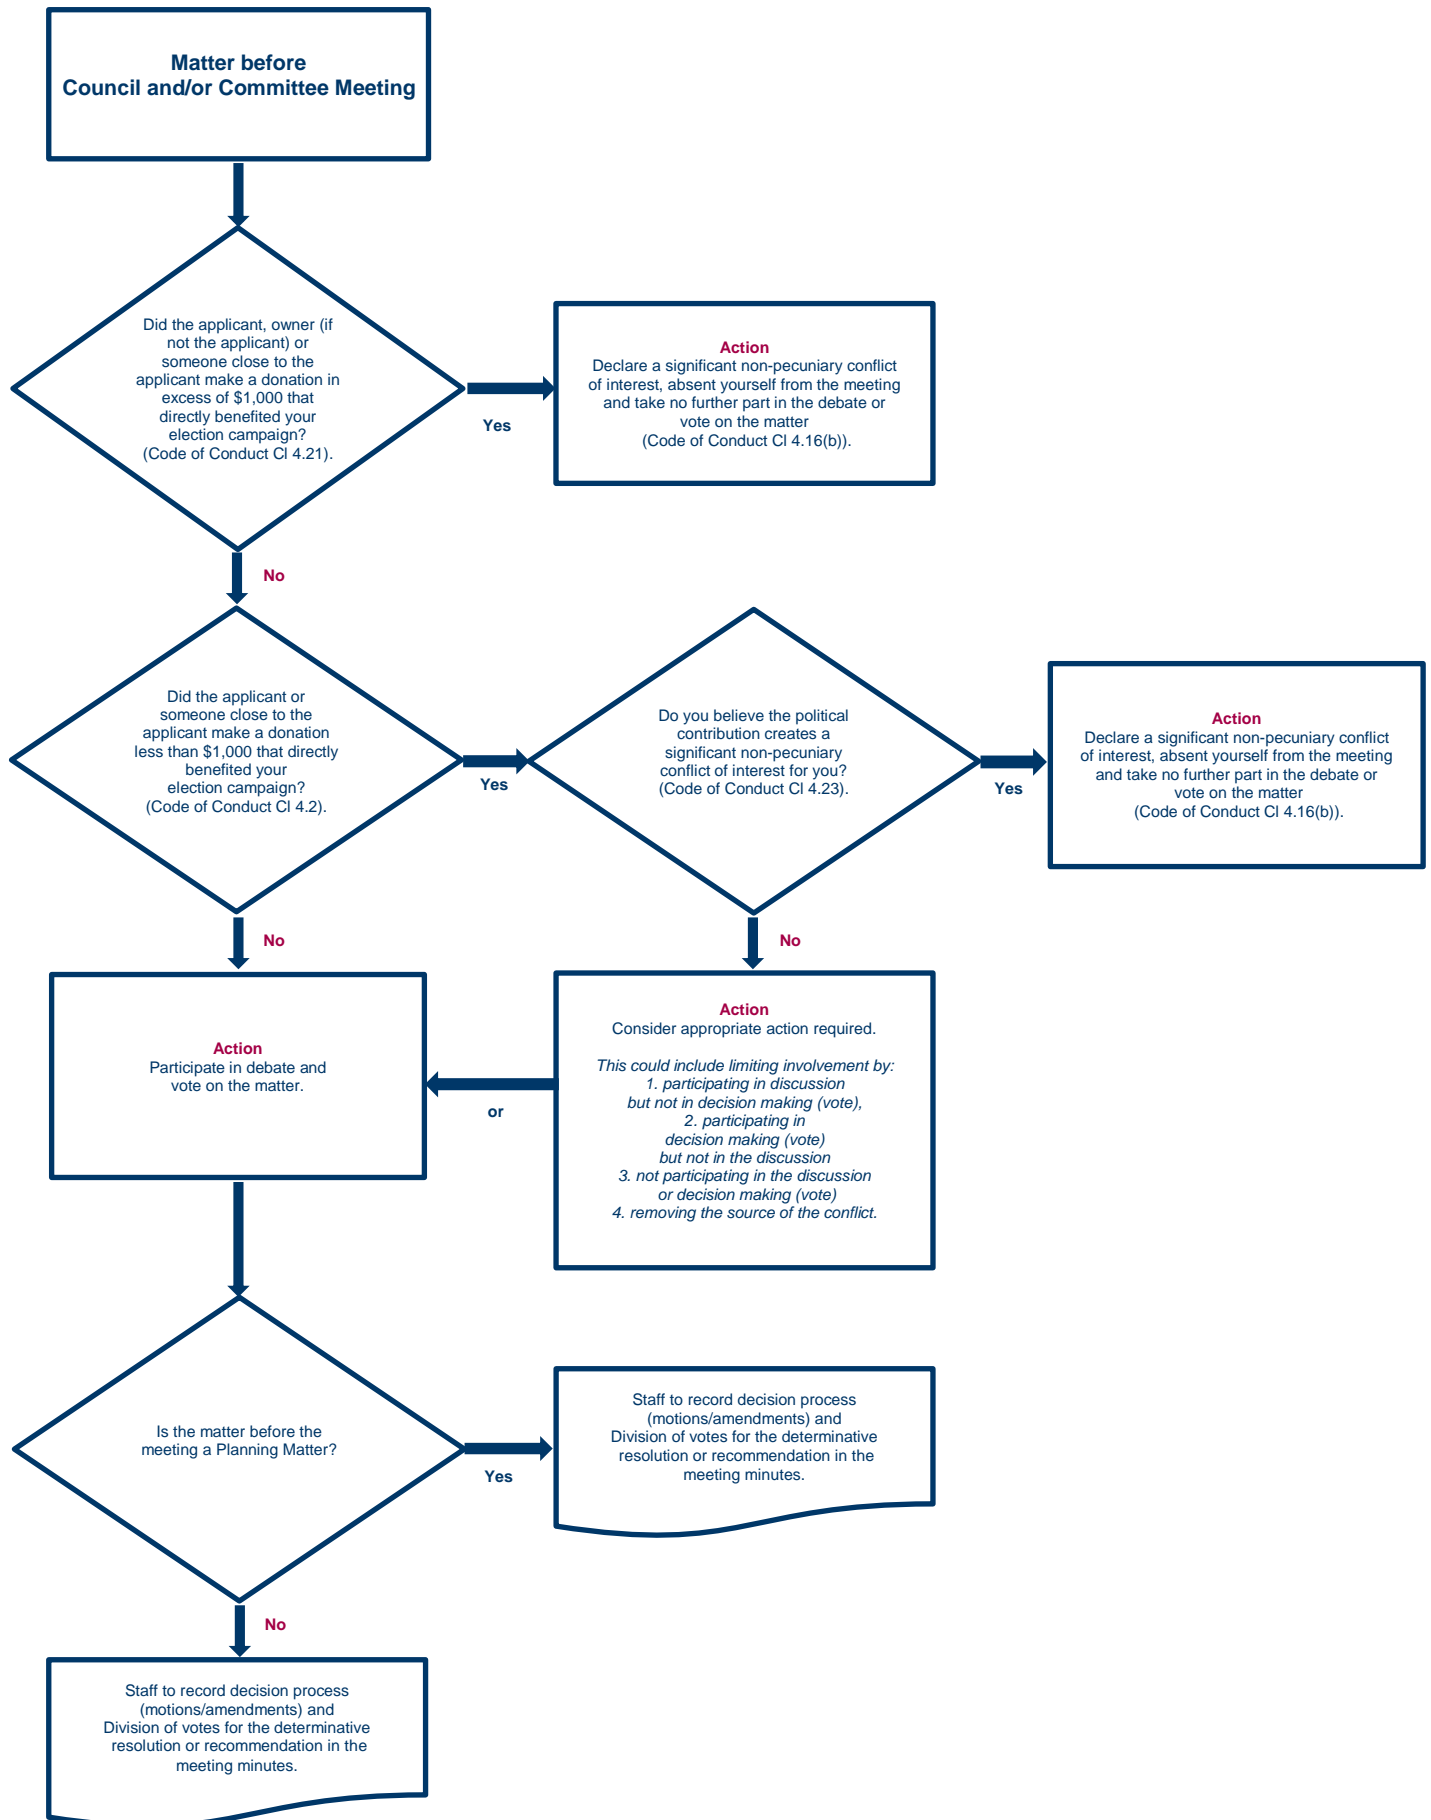 Matter before
Council and/or Committee Meeting
Did the applicant, owner (if
not the applicant) or
someone close to the
applicant make a donation in
excess of $1,000 that
directly benefited your
election campaign?
(Code of Conduct Cl 4.21).
Yes
Action
Declare a significant non-pecuniary conflict
of interest, absent yourself from the meeting
and take no further part in the debate or
vote on the matter
(Code of Conduct Cl 4.16(b)).
No
Did the applicant or
someone close to the
applicant make a donation
less than $1,000 that directly
benefited your
election campaign?
(Code of Conduct Cl 4.2).
Yes
Do you believe the political
contribution creates a
significant non-pecuniary
conflict of interest for you?
(Code of Conduct Cl 4.23).
Yes
Action
Declare a significant non-pecuniary conflict
of interest, absent yourself from the meeting
and take no further part in the debate or
vote on the matter
(Code of Conduct Cl 4.16(b)).
No
No
Action
Participate in debate and
vote on the matter.
or
Action
Consider appropriate action required.
This could include limiting involvement by:
1. participating in discussion
but not in decision making (vote),
2. participating in
decision making (vote)
but not in the discussion
3. not participating in the discussion
or decision making (vote)
4. removing the source of the conflict.
Is the matter before the
meeting a Planning Matter?
Yes
Staff to record decision process
(motions/amendments) and
Division of votes for the determinative
resolution or recommendation in the
meeting minutes.
No
Staff to record decision process
(motions/amendments) and
Division of votes for the determinative
resolution or recommendation in the
meeting minutes.